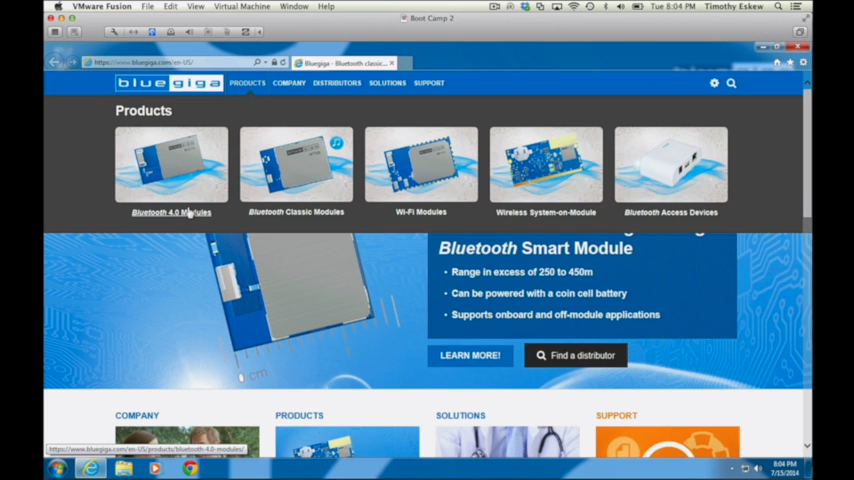 VMware Fusion File Edit View Virtual Machine Window Help Tue 8:04 PM Timothy Eskew
Boot Camp 2
https://www.bluegiga.com/en-US/
Bluegiga - Bluetooth classic...
bluegiga PRODUCTS COMPANY DISTRIBUTORS SOLUTIONS SUPPORT
Products
Bluetooth 4.0 Modules
Bluetooth Classic Modules
Wi-Fi Modules
Wireless System-on-Module
Bluetooth Access Devices
Bluetooth Smart Module
• Range in excess of 250 to 450m
• Can be powered with a coin cell battery
• Supports onboard and off-module applications
LEARN MORE!
Find a distributor
0 cm
COMPANY
PRODUCTS
SOLUTIONS
SUPPORT
https://www.bluegiga.com/en-US/products/bluetooth-4.0-modules/
8:04 PM
7/15/2014